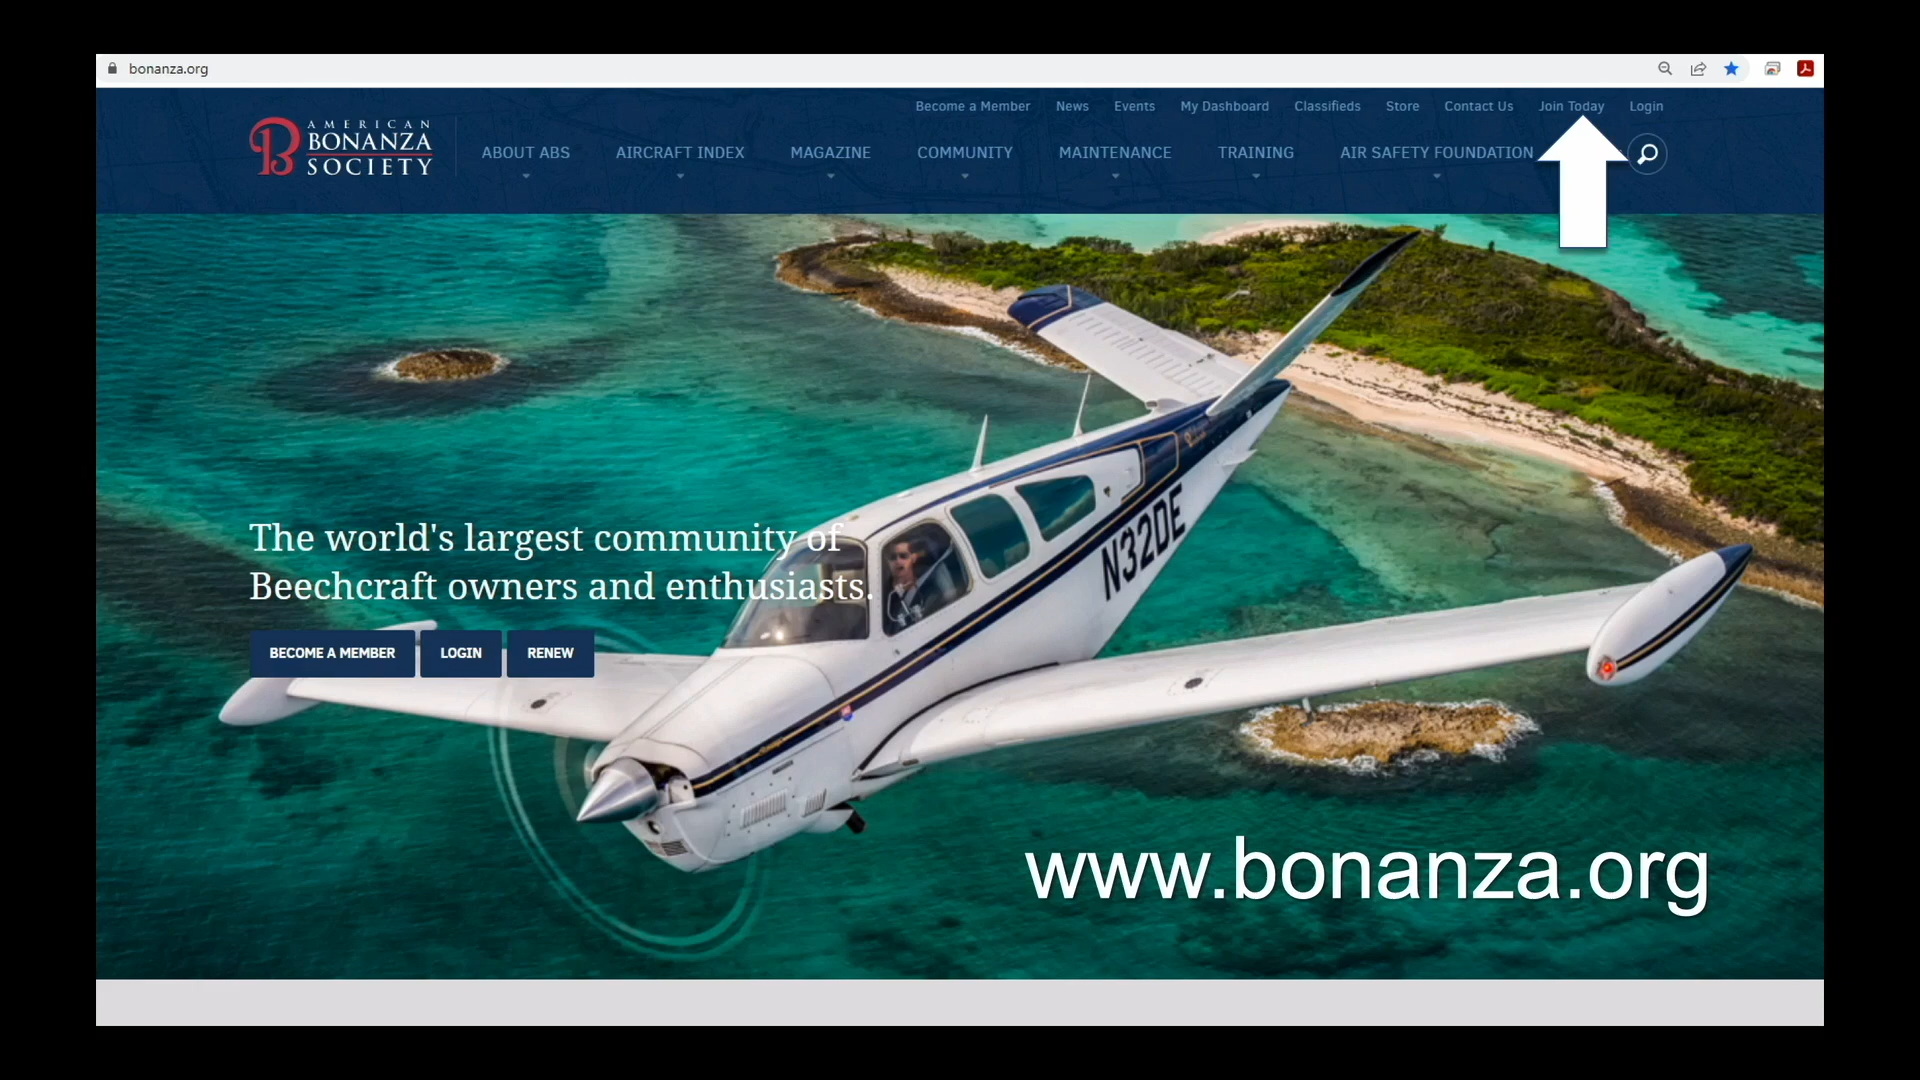 bonanza.org
Become a Member News Events My Dashboard Classifieds Store Contact Us Join Today Login
B AMERICAN
BONANZA
SOCIETY
ABOUT ABS AIRCRAFT INDEX MAGAZINE COMMUNITY MAINTENANCE TRAINING AIR SAFETY FOUNDATION
N32DE
The world's largest community of
Beechcraft owners and enthusiasts.
BECOME A MEMBER LOGIN RENEW
www.bonanza.org